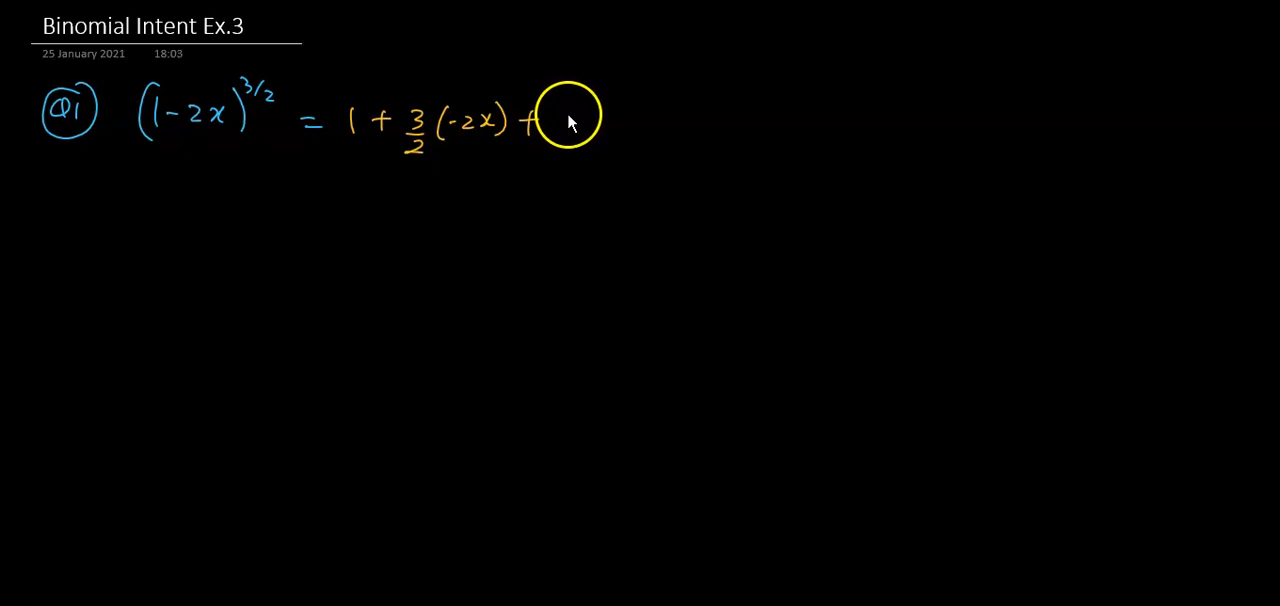 Binomial Intent Ex.3
25 January 2021 18:03
Q1 (1-2x)^3/2 = 1 + 3/2 (-2x) +